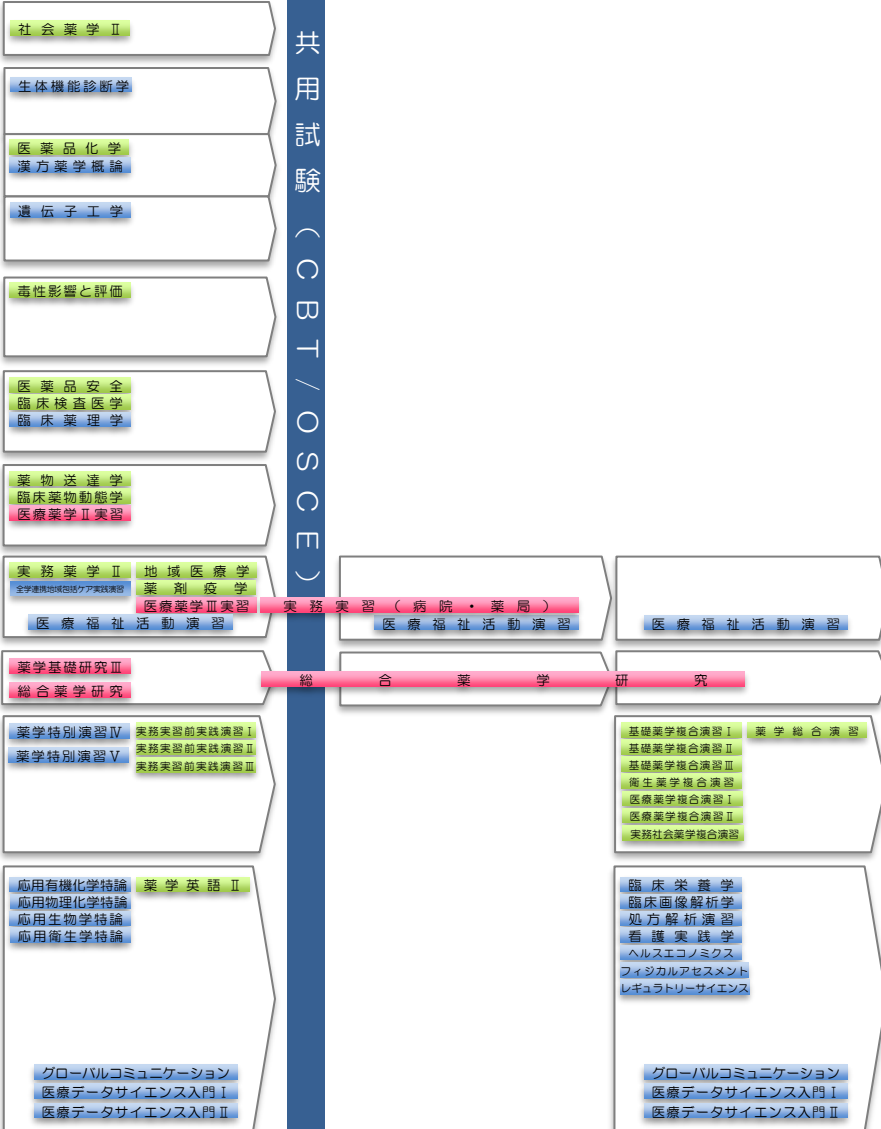 社会薬学Ⅱ
生体機能診断学
医薬品化学
漢方薬学概論
遺伝子工学
毒性影響と評価
医薬品安全
臨床検査医学
臨床薬理学
薬物送達学
臨床薬物動態学
医療薬学Ⅱ実習
実務薬学Ⅱ
地域医療学
全学連携地域包括ケア実践演習
薬剤疫学
医療薬学Ⅲ実習
医療福祉活動演習
薬学基礎研究Ⅲ
総合薬学研究
薬学特別演習Ⅳ
薬学特別演習Ⅴ
実務実習前実践演習Ⅰ
実務実習前実践演習Ⅱ
実務実習前実践演習Ⅲ
応用有機化学特論
薬学英語Ⅱ
応用物理化学特論
応用生物学特論
応用衛生学特論
グローバルコミュニケーション
医療データサイエンス入門Ⅰ
医療データサイエンス入門Ⅱ
共用試験（CBT/OSCE）
実務実習（病院・薬局）
医療福祉活動演習
総合薬学研究
医療福祉活動演習
基礎薬学複合演習Ⅰ
薬学総合演習
基礎薬学複合演習Ⅱ
基礎薬学複合演習Ⅲ
衛生薬学複合演習
医療薬学複合演習Ⅰ
医療薬学複合演習Ⅱ
実務社会薬学複合演習
臨床栄養学
臨床画像解析学
処方解析演習
看護実践学
ヘルスエコノミクス
フィジカルアセスメント
レギュラトリーサイエンス
グローバルコミュニケーション
医療データサイエンス入門Ⅰ
医療データサイエンス入門Ⅱ